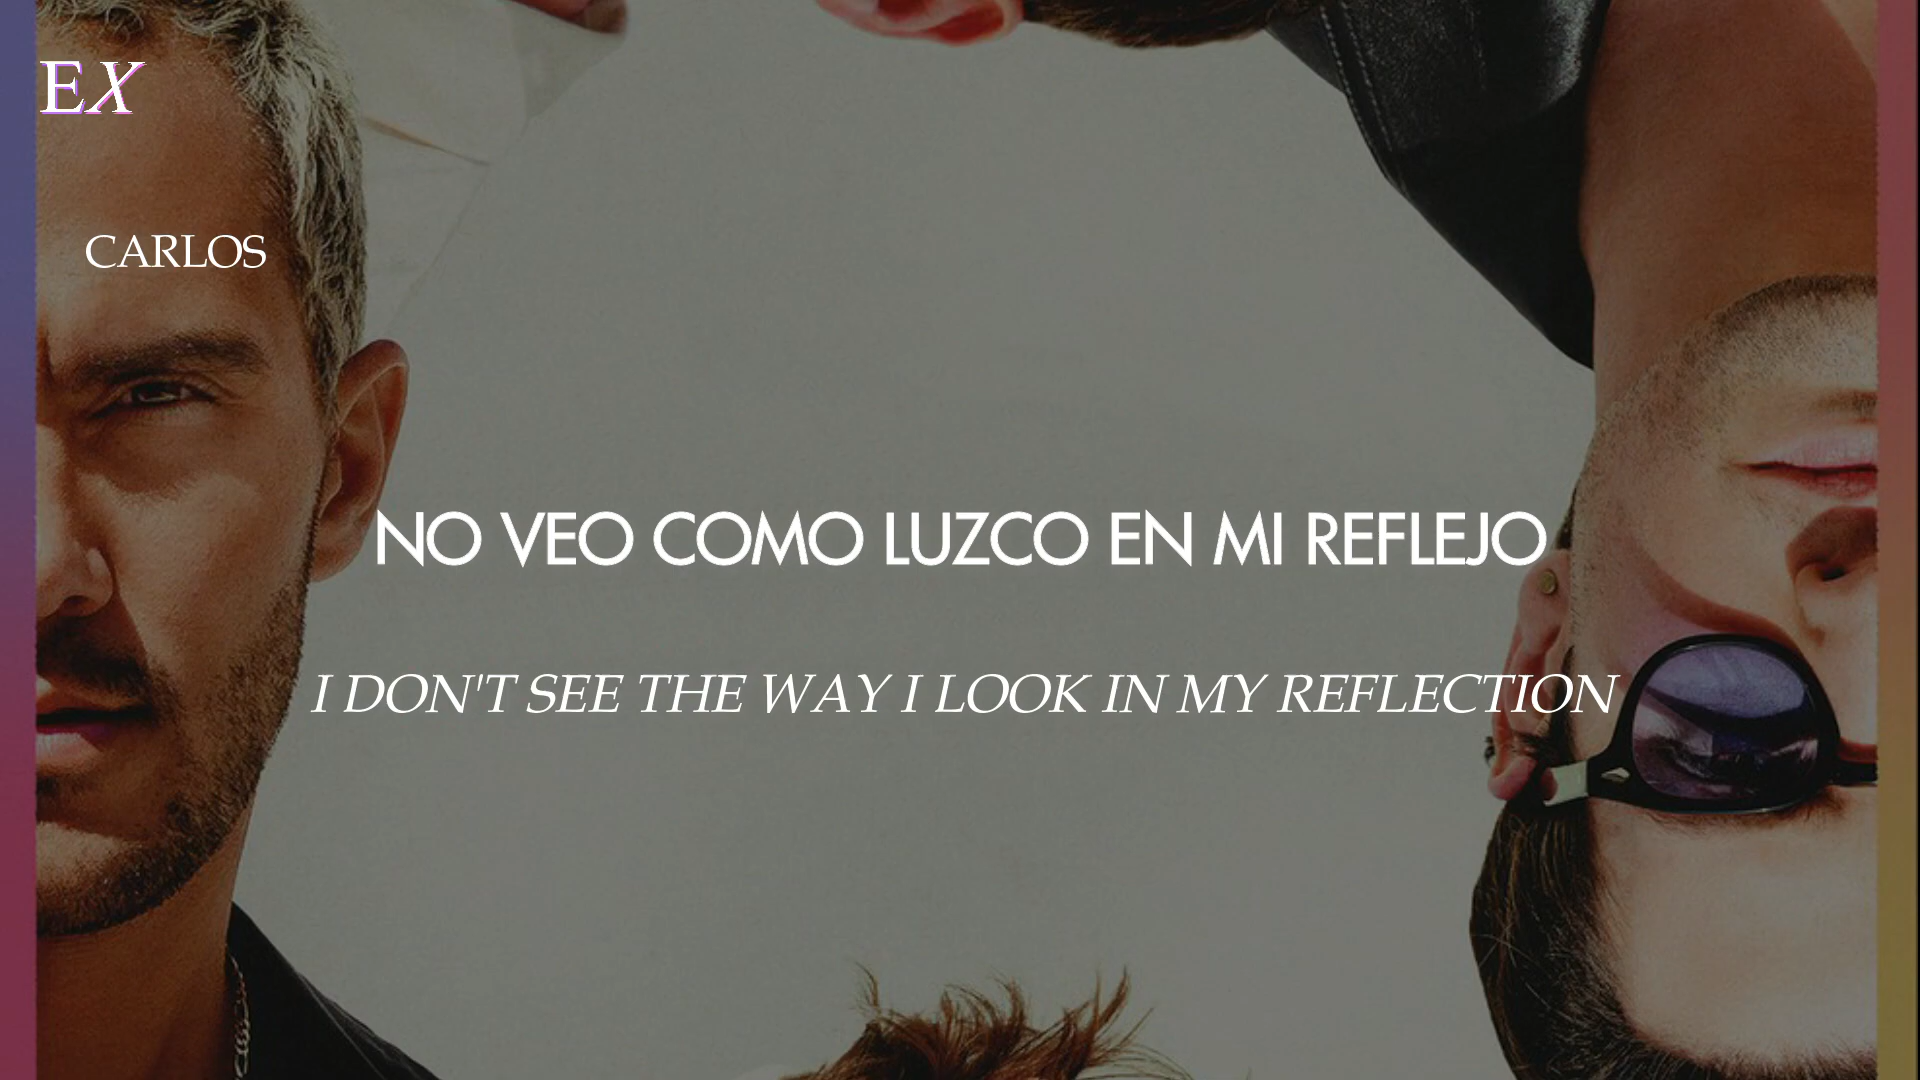 EX
CARLOS
NO VEO COMO LUZCO EN MI REFLEJO
I DON'T SEE THE WAY I LOOK IN MY REFLECTION